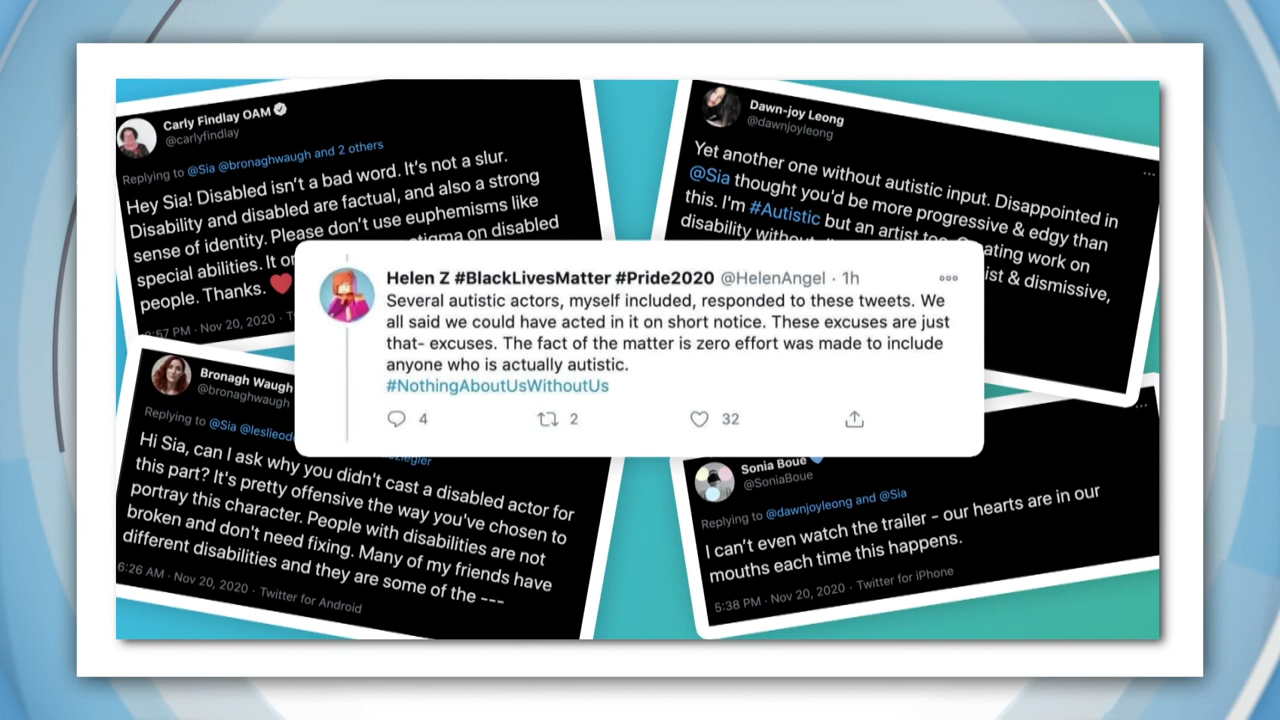 Carly Findlay OAM
@carlyfindlay
Replying to @Sia @bronaghwaugh and 2 others
Hey Sia! Disabled isn't a bad word. It's not a slur.
Disability and disabled are factual, and also a strong
sense of identity. Please don't use euphemisms like
special abilities. It
on disabled
people. Thanks. ❤️
:57 PM · Nov 20, 2020
Dawn-joy Leong
@dawnjoyleong
Yet another one without autistic input. Disappointed in
@Sia thought you'd be more progressive & edgy than
this. I'm #Autistic but an artist
on
disability
& dismissive,
Helen Z #BlackLivesMatter #Pride2020 @HelenAngel · 1h
Several autistic actors, myself included, responded to these tweets. We
all said we could have acted in it on short notice. These excuses are just
that- excuses. The fact of the matter is zero effort was made to include
anyone who is actually autistic.
#NothingAboutUsWithoutUs
4 2 32
Bronagh Waugh
@bronaghwaugh
Replying to @Sia
Hi Sia, can I ask why you didn't cast a disabled actor for
this part? It's pretty offensive the way you've chosen to
portray this character. People with disabilities are not
broken and don't need fixing. Many of my friends have
different disabilities and they are some of the ---
6:26 AM · Nov 20, 2020 · Twitter for Android
Sonia Boué
@SoniaBoue
Replying to @dawnjoyleong and @Sia
I can't even watch the trailer - our hearts are in our
mouths each time this happens.
5:38 PM · Nov 20, 2020 · Twitter for iPhone